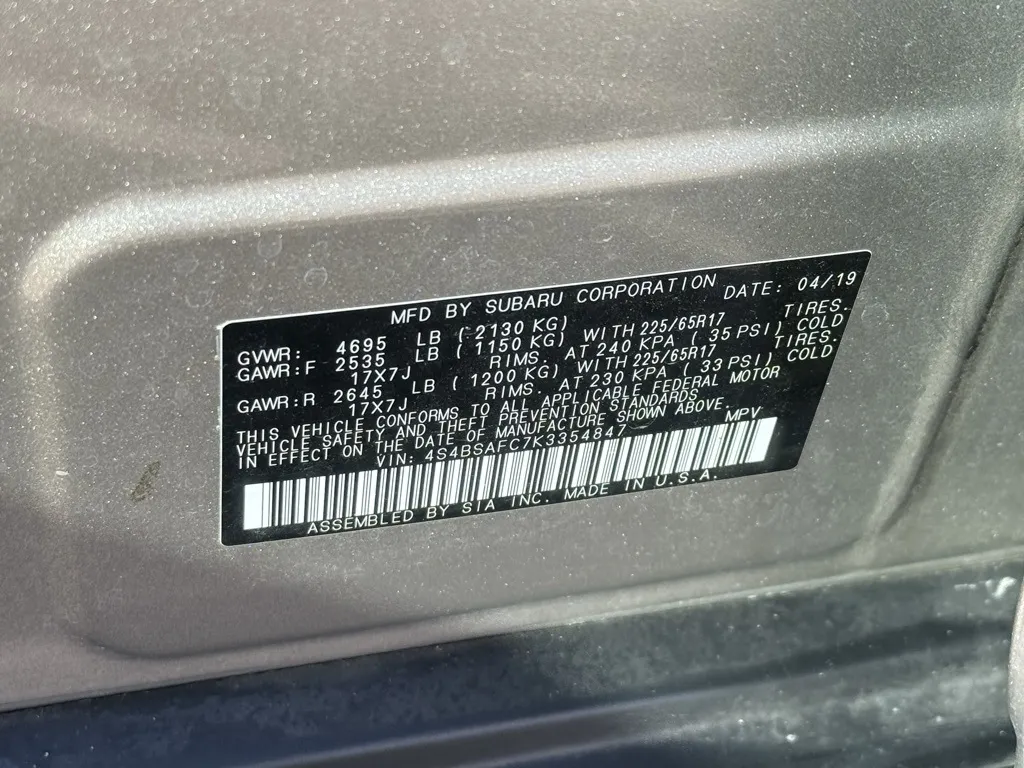 MFD BY SUBARU CORPORATION DATE: 04/19
GVWR: 4695 LB (2130 KG)
GAWR:F 2535 LB (1150 KG) WITH 225/65R17 TIRES.
17X7J RIMS. AT 240 KPA (35 PSI) COLD
GAWR:R 2645 LB (1200 KG) WITH 225/65R17 TIRES.
17X7J RIMS. AT 230 KPA (33 PSI) COLD
THIS VEHICLE CONFORMS TO ALL APPLICABLE FEDERAL MOTOR
VEHICLE SAFETY AND THEFT PREVENTION STANDARDS
IN EFFECT ON THE DATE OF MANUFACTURE SHOWN ABOVE.
VIN: 4S4BSAFC7K3354847 MPV
ASSEMBLED BY SIA INC. MADE IN U.S.A.